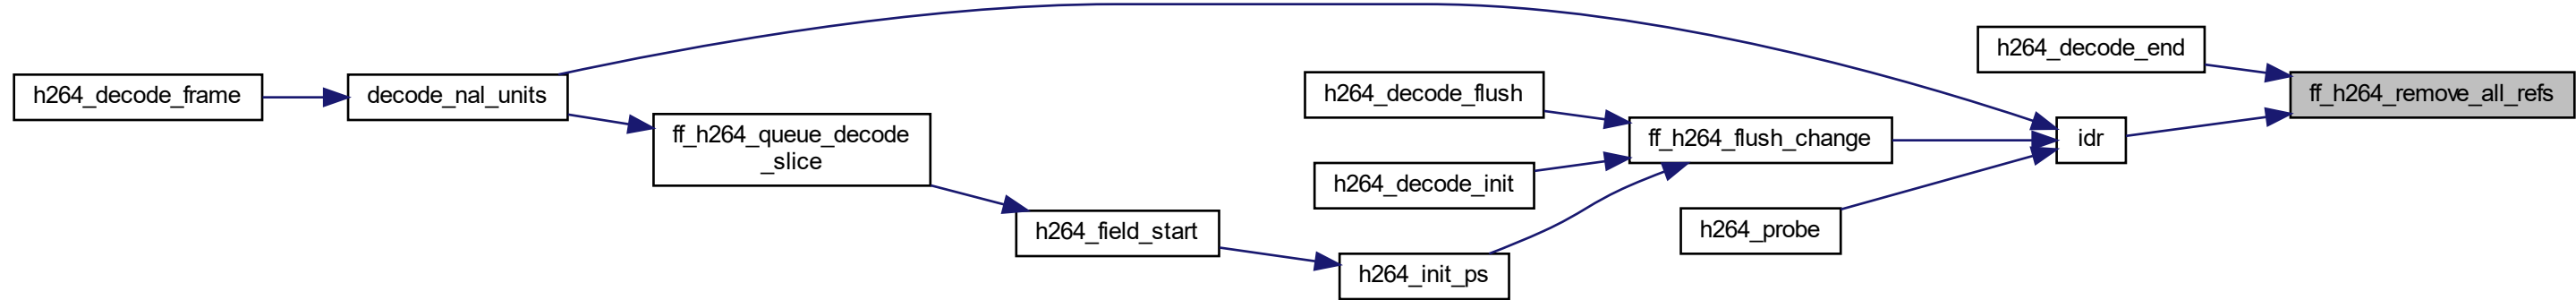 h264_decode_frame
decode_nal_units
ff_h264_queue_decode
_slice
h264_field_start
h264_decode_flush
h264_decode_init
h264_init_ps
ff_h264_flush_change
h264_probe
h264_decode_end
idr
ff_h264_remove_all_refs